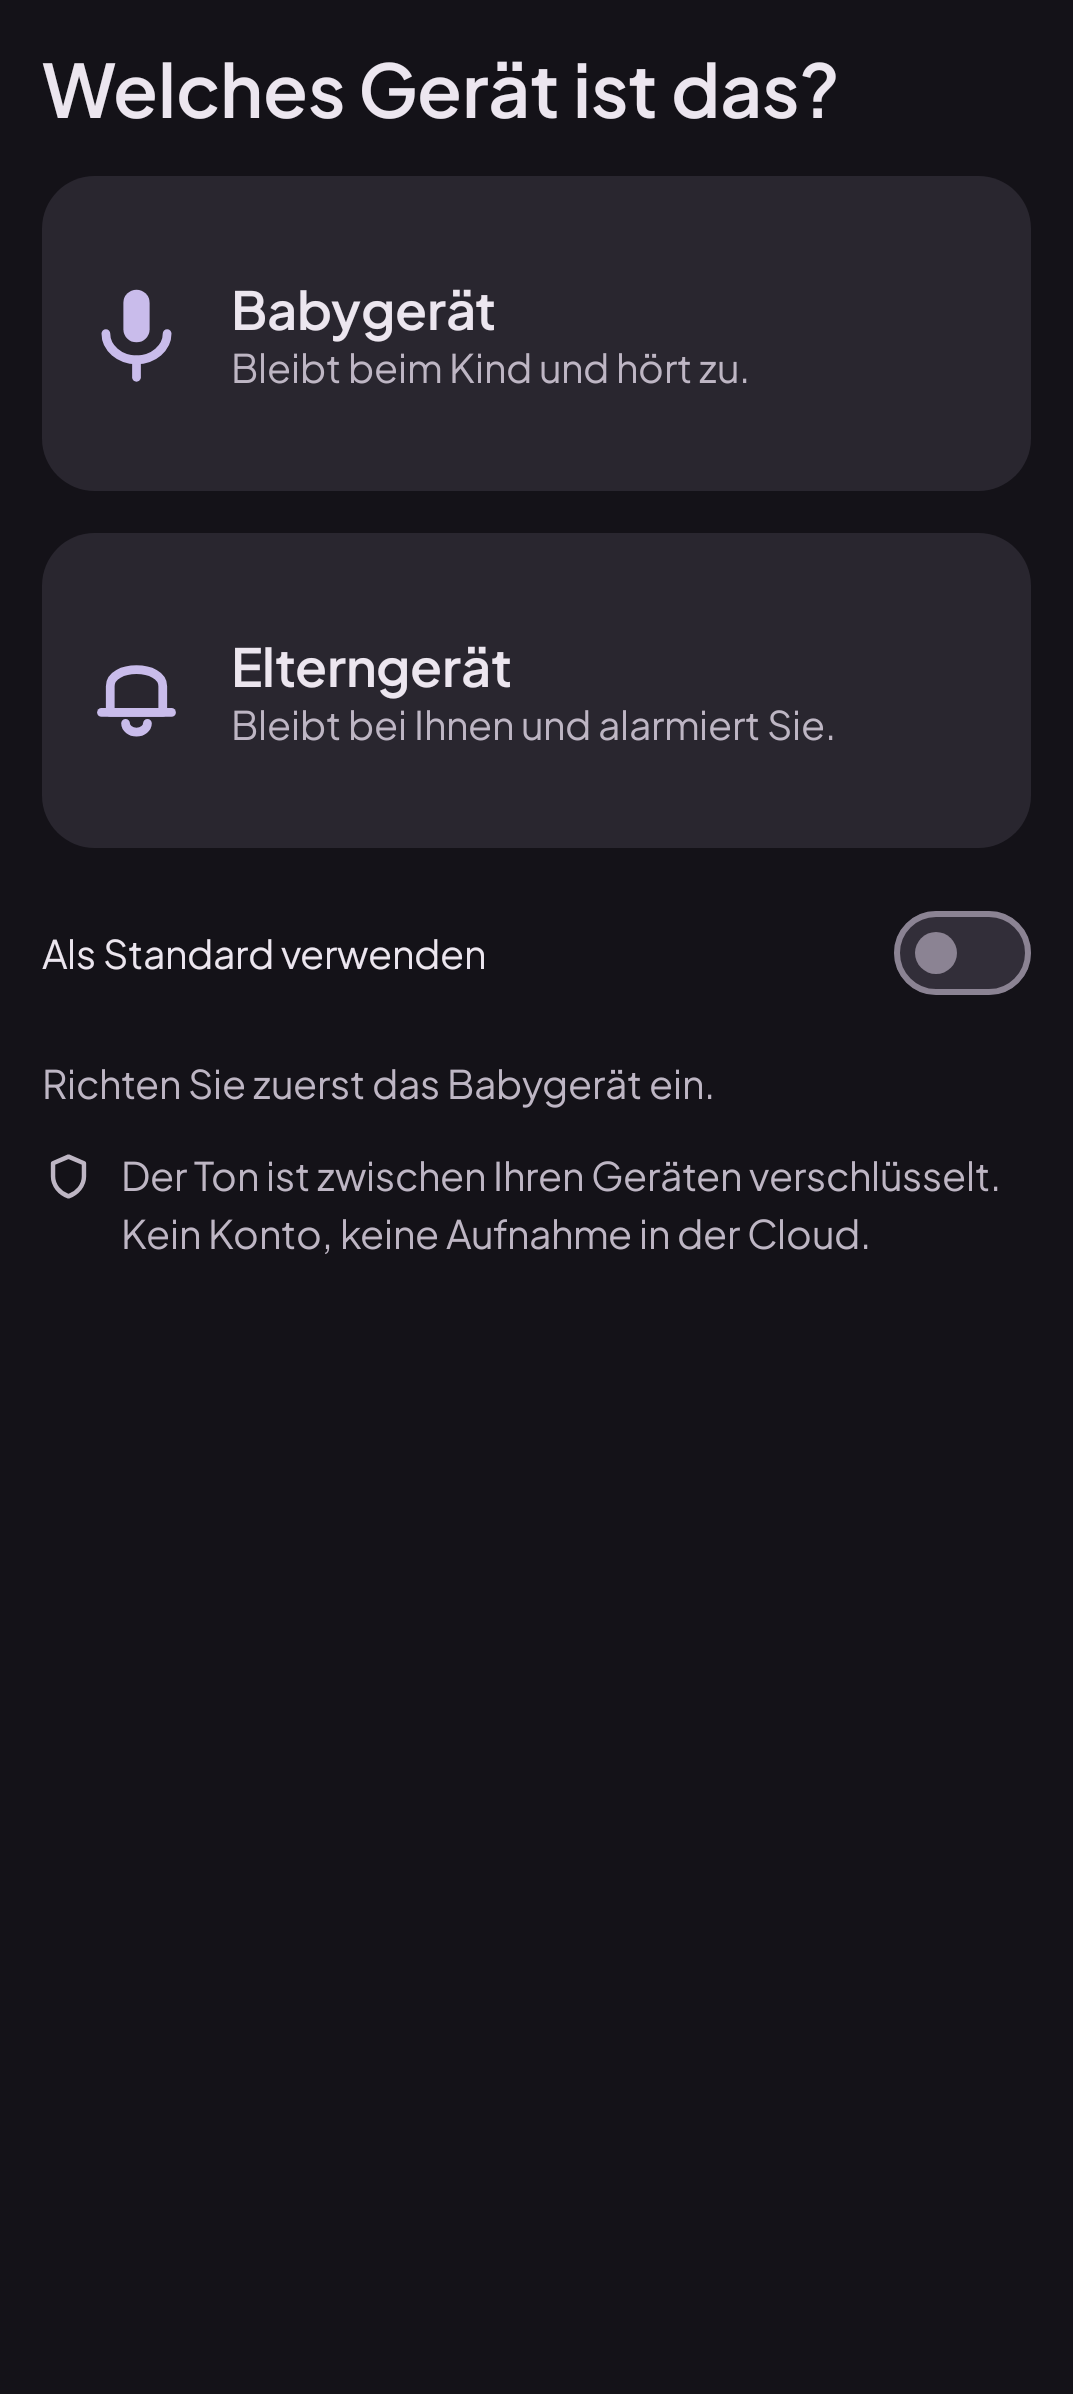 Welches Gerät ist das?
Babygerät
Bleibt beim Kind und hört zu.
Elterngerät
Bleibt bei Ihnen und alarmiert Sie.
Als Standard verwenden
Richten Sie zuerst das Babygerät ein.
Der Ton ist zwischen Ihren Geräten verschlüsselt.
Kein Konto, keine Aufnahme in der Cloud.